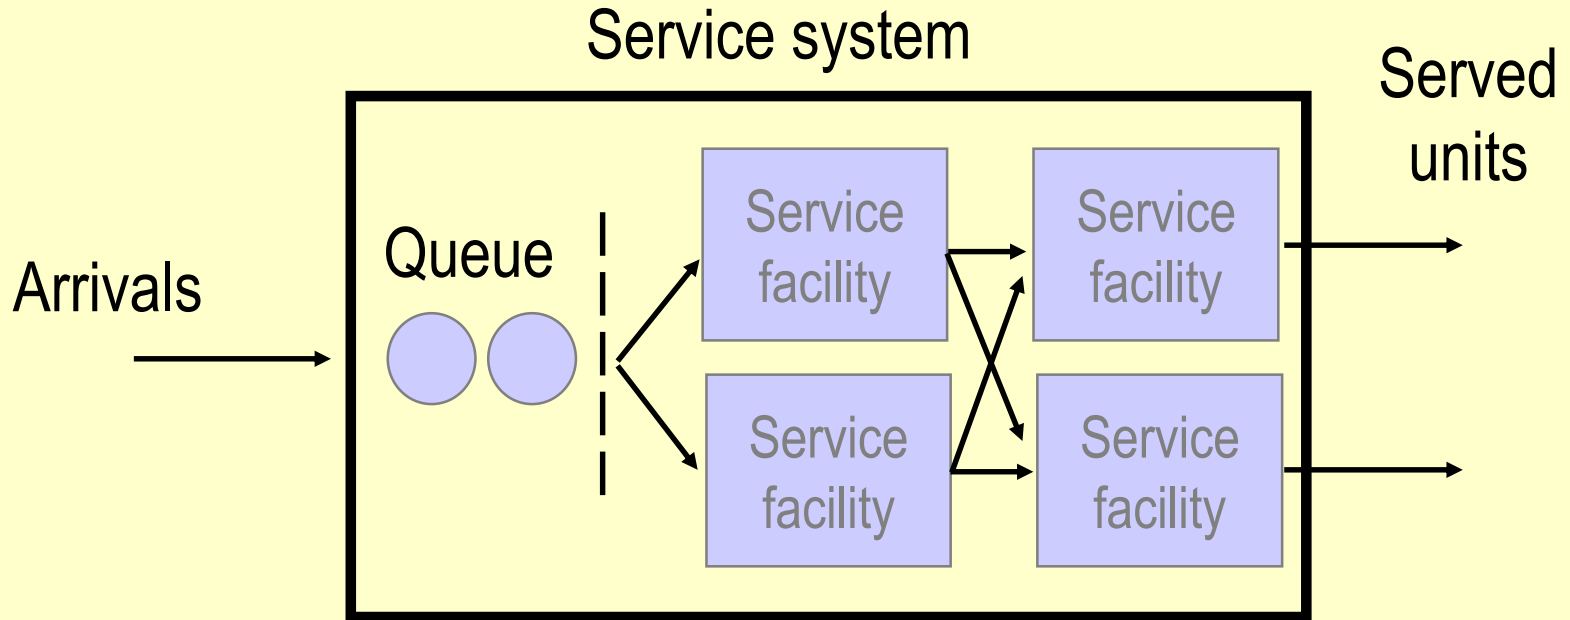 Service system
Served
units
Arrivals
Queue
Service
facility
Service
facility
Service
facility
Service
facility